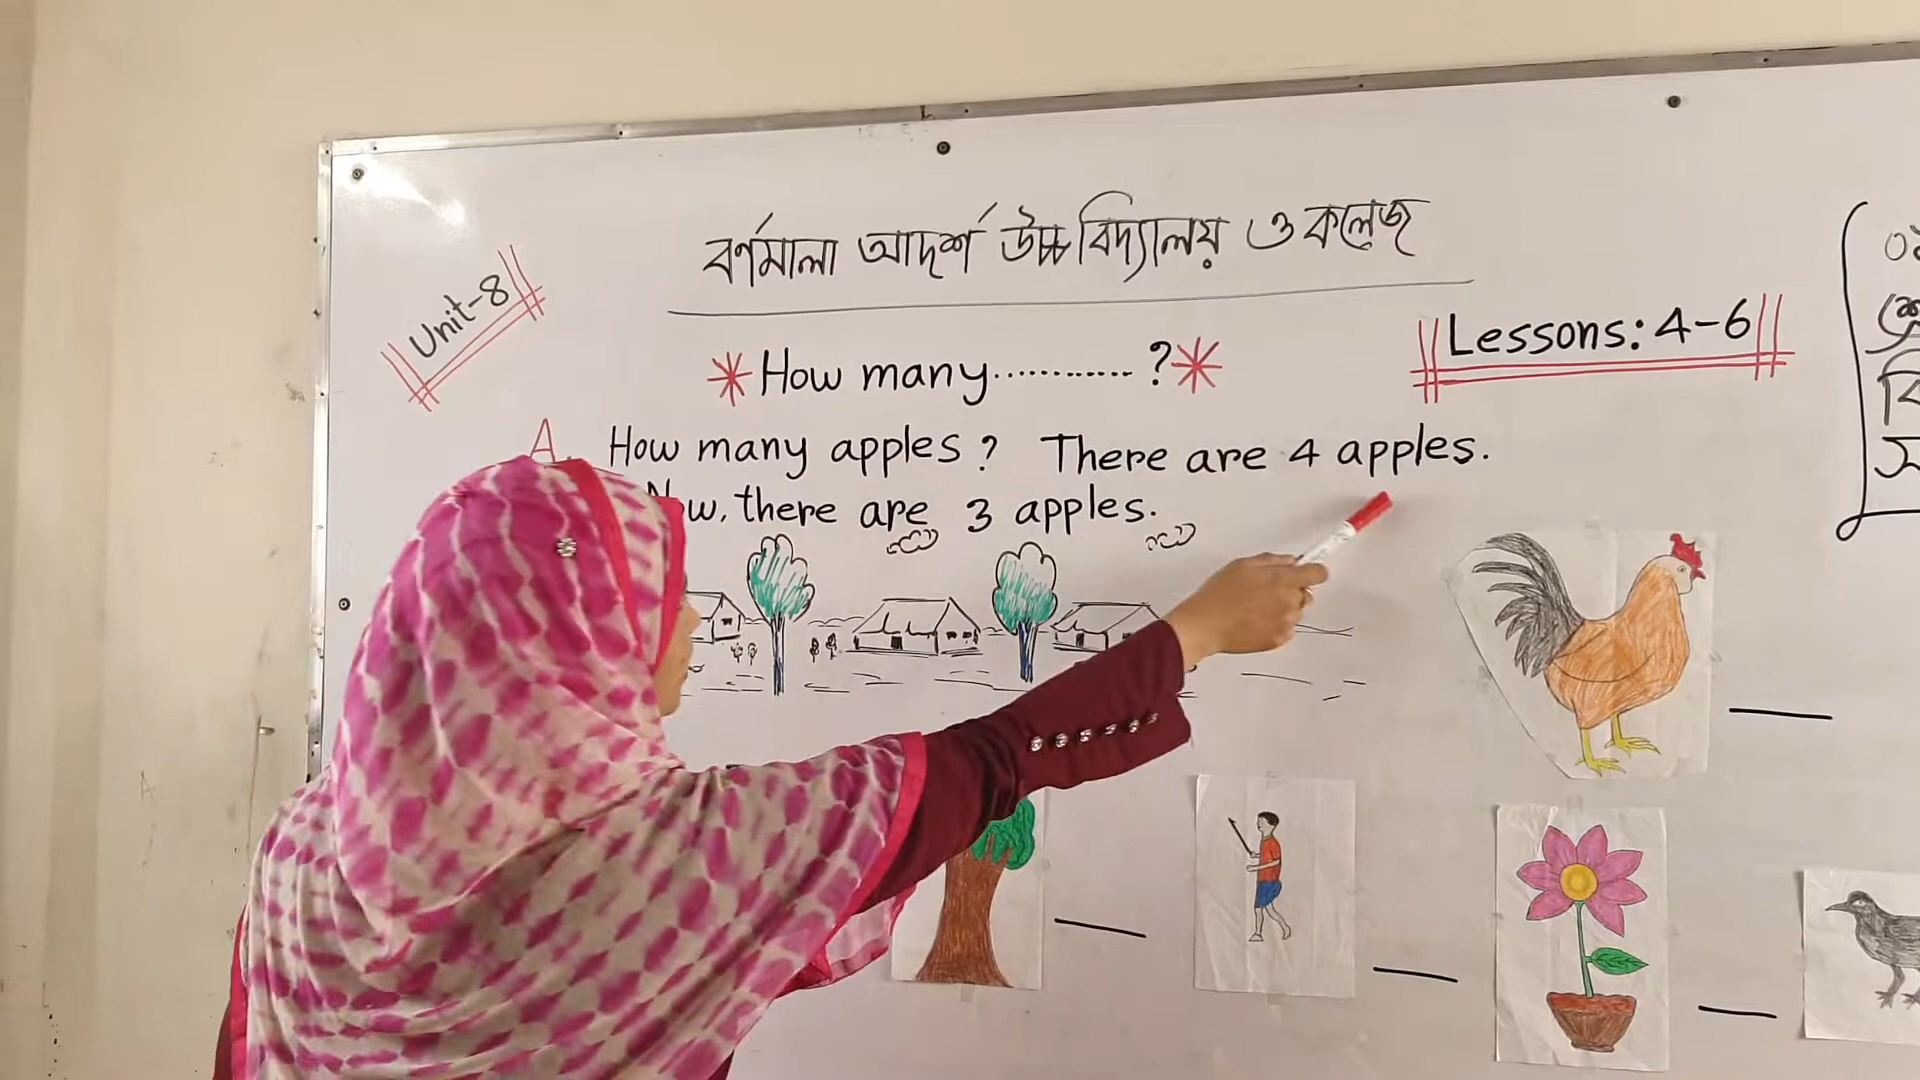 বর্ণমালা আদর্শ উচ্চ বিদ্যালয় ও কলেজ
Unit-8
Lessons: 4-6
How many............?
A. How many apples? There are 4 apples.
Now, there are 3 apples.